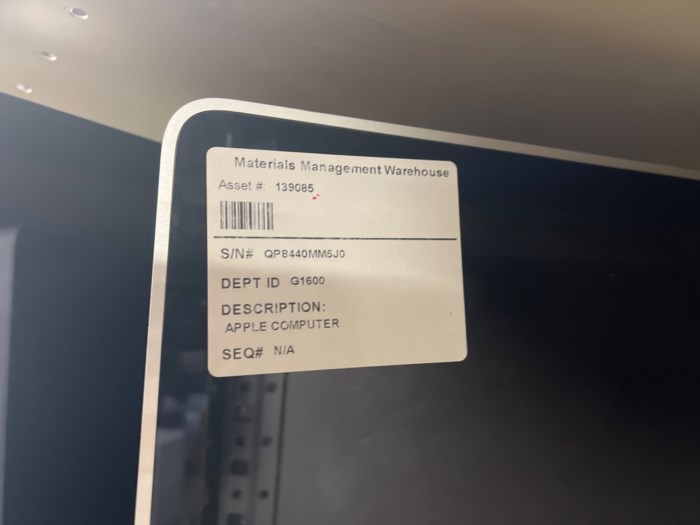 Materials Management Warehouse
Asset #: 139085
S/N# QP8440MM5J0
DEPT ID G1600
DESCRIPTION:
APPLE COMPUTER
SEQ# N/A